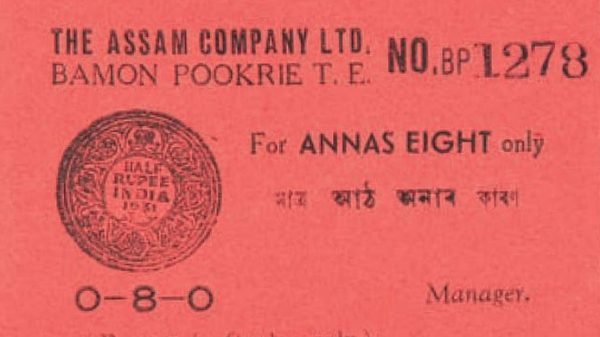 THE ASSAM COMPANY LTD.
BAMON POOKRIE T. E.
NO. BP 1278
For ANNAS EIGHT only
মাত্র আঠ অনাৰ কাৰণ
HALF
RUPEE
INDIA
1931
0-8-0
Manager.